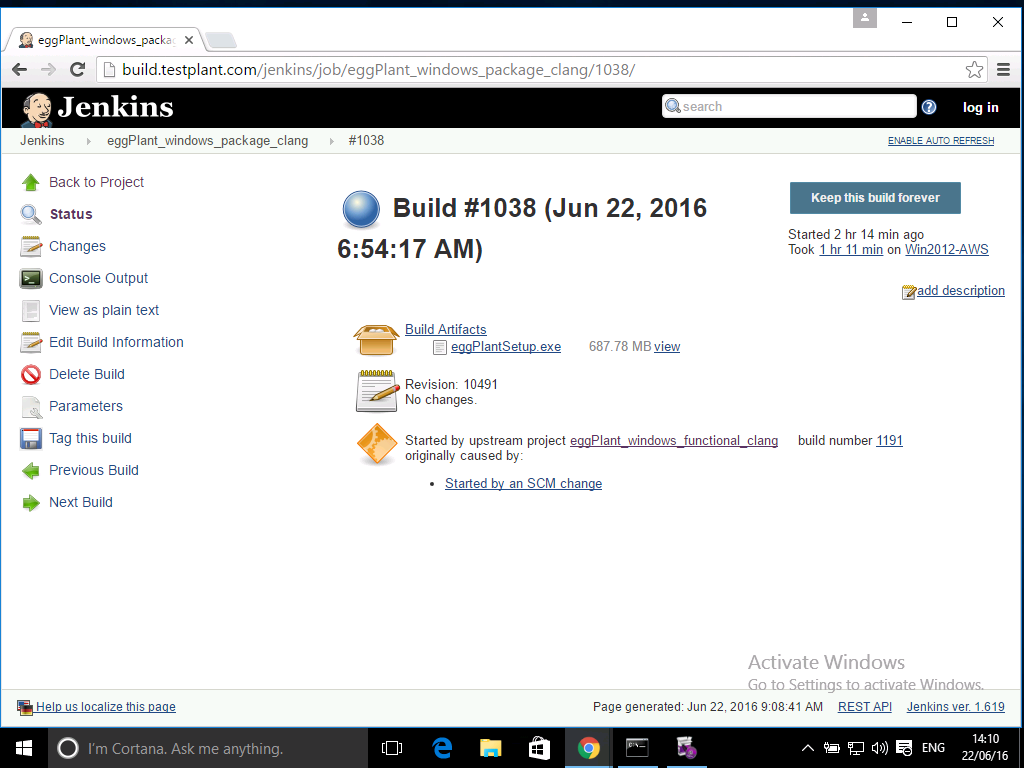 eggPlant_windows_packa
build.testplant.com/jenkins/job/eggPlant_windows_package_clang/1038/
Jenkins
search
log in
Jenkins eggPlant_windows_package_clang #1038
ENABLE AUTO REFRESH
Back to Project
Status
Changes
Console Output
View as plain text
Edit Build Information
Delete Build
Parameters
Tag this build
Previous Build
Next Build
Build #1038 (Jun 22, 2016
6:54:17 AM)
Keep this build forever
Started 2 hr 14 min ago
Took 1 hr 11 min on Win2012-AWS
add description
Build Artifacts
eggPlantSetup.exe 687.78 MB view
Revision: 10491
No changes.
Started by upstream project eggPlant_windows_functional_clang build number 1191
originally caused by:
• Started by an SCM change
Activate Windows
Go to Settings to activate Windows.
Help us localize this page
Page generated: Jun 22, 2016 9:08:41 AM REST API Jenkins ver. 1.619
I'm Cortana. Ask me anything.
ENG
14:10
22/06/16